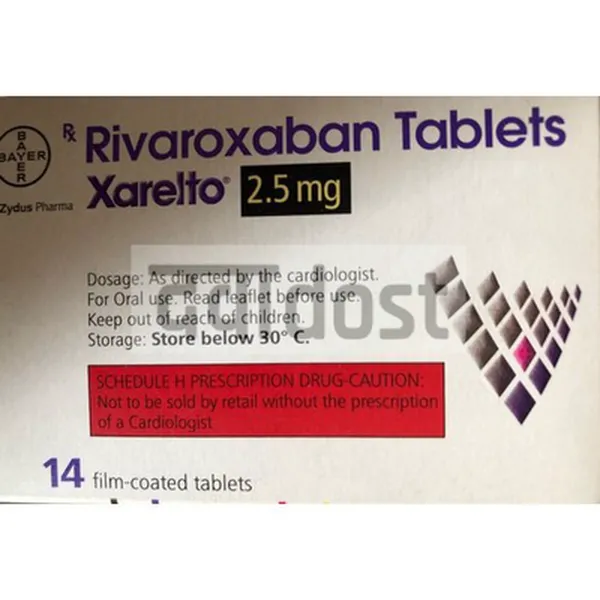 BAYER
BAYER
Zydus Pharma
Rx Rivaroxaban Tablets
Xarelto® 2.5 mg
Dosage: As directed by the cardiologist.
For Oral use. Read leaflet before use.
Keep out of reach of children.
Storage: Store below 30° C.
SCHEDULE H PRESCRIPTION DRUG-CAUTION:
Not to be sold by retail without the prescription
of a Cardiologist
14 film-coated tablets